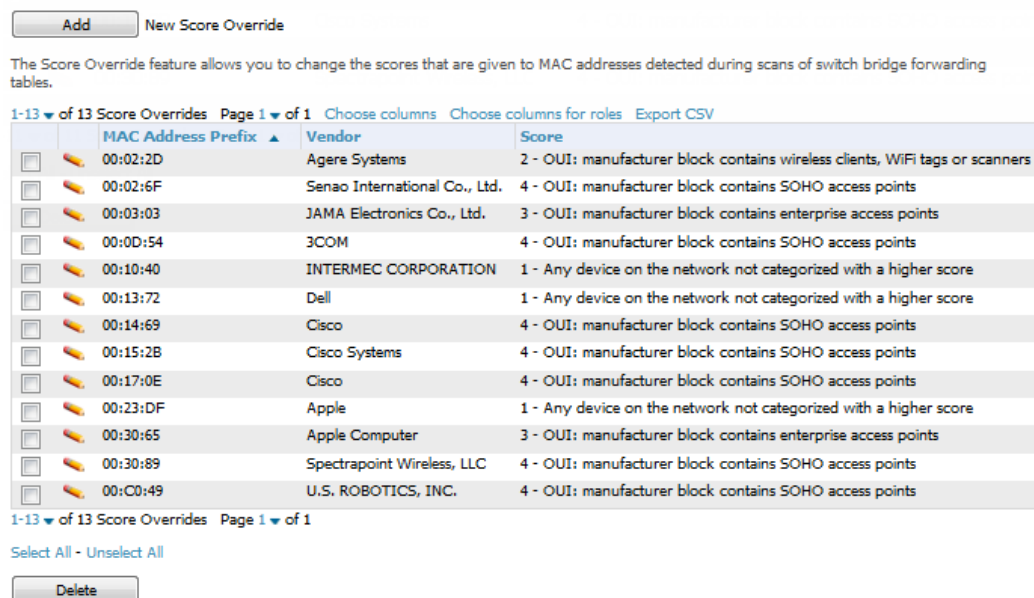 Add New Score Override
The Score Override feature allows you to change the scores that are given to MAC addresses detected during scans of switch bridge forwarding
tables.
1-13 of 13 Score Overrides Page 1 of 1 Choose columns Choose columns for roles Export CSV
MAC Address Prefix Vendor Score
00:02:2D Agere Systems 2 - OUI: manufacturer block contains wireless clients, WiFi tags or scanners
00:02:6F Senao International Co., Ltd. 4 - OUI: manufacturer block contains SOHO access points
00:03:03 JAMA Electronics Co., Ltd. 3 - OUI: manufacturer block contains enterprise access points
00:0D:54 3COM 4 - OUI: manufacturer block contains SOHO access points
00:10:40 INTERMEC CORPORATION 1 - Any device on the network not categorized with a higher score
00:13:72 Dell 1 - Any device on the network not categorized with a higher score
00:14:69 Cisco 4 - OUI: manufacturer block contains SOHO access points
00:15:2B Cisco Systems 4 - OUI: manufacturer block contains SOHO access points
00:17:0E Cisco 4 - OUI: manufacturer block contains SOHO access points
00:23:DF Apple 1 - Any device on the network not categorized with a higher score
00:30:65 Apple Computer 3 - OUI: manufacturer block contains enterprise access points
00:30:89 Spectrapoint Wireless, LLC 4 - OUI: manufacturer block contains SOHO access points
00:C0:49 U.S. ROBOTICS, INC. 4 - OUI: manufacturer block contains SOHO access points
1-13 of 13 Score Overrides Page 1 of 1
Select All - Unselect All
Delete